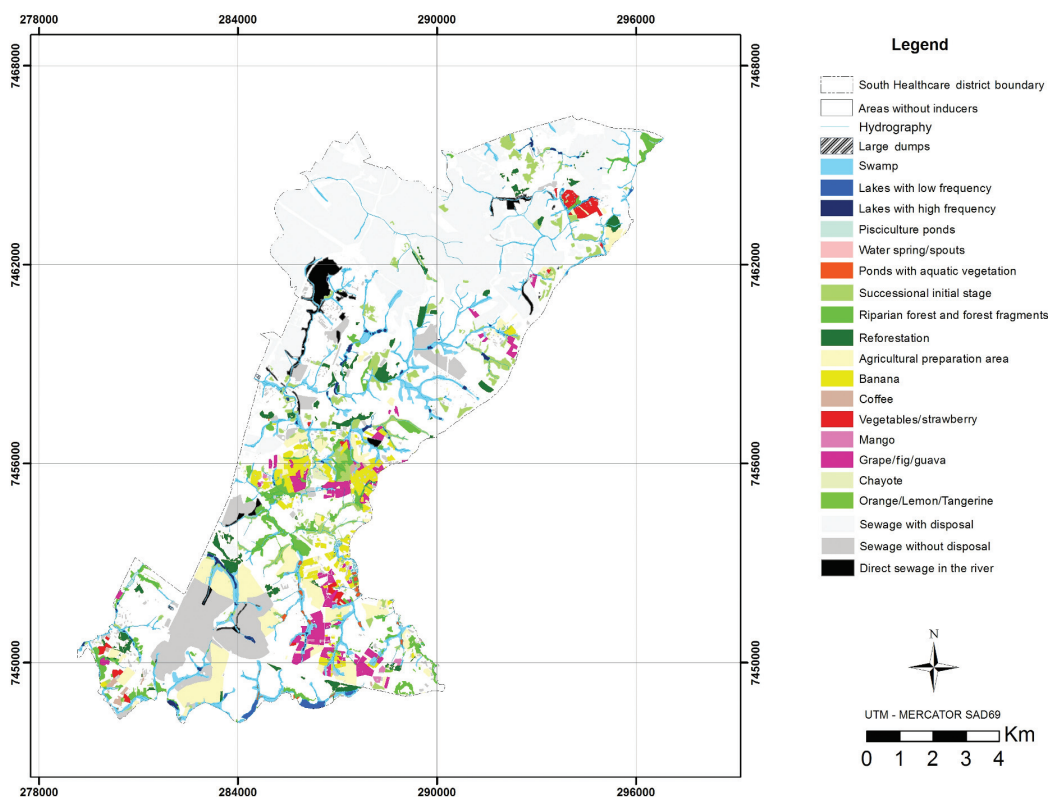 278000 284000 290000 296000
Legend
7468000 7468000
South Healthcare district boundary
Areas without inducers
Hydrography
Large dumps
Swamp
Lakes with low frequency
Lakes with high frequency
Pisciculture ponds
Water spring/spouts
7462000 7462000
Ponds with aquatic vegetation
Successional initial stage
Riparian forest and forest fragments
Reforestation
Agricultural preparation area
Banana
Coffee
Vegetables/strawberry
Mango
7456000 7456000
Grape/fig/guava
Chayote
Orange/Lemon/Tangerine
Sewage with disposal
Sewage without disposal
Direct sewage in the river
N
7450000 7450000
UTM - MERCATOR SAD69
Km
0 1 2 3 4
278000 284000 290000 296000